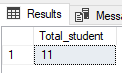 Results Messa
Total_student
1 11